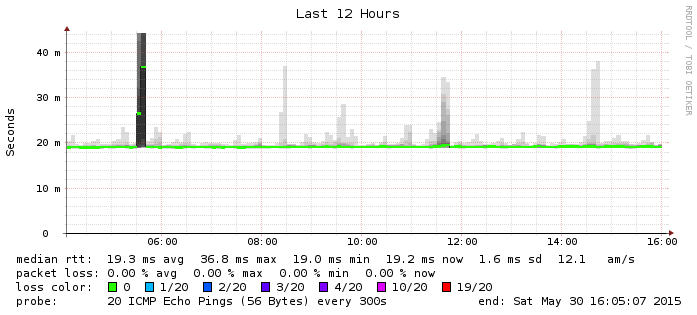 Last 12 Hours
RRDTOOL / TOBI OETIKER
Seconds
40 m
30 m
20 m
10 m
0
06:00 08:00 10:00 12:00 14:00 16:00
median rtt: 19.3 ms avg 36.8 ms max 19.0 ms min 19.2 ms now 1.6 ms sd 12.1 am/s
packet loss: 0.00 % avg 0.00 % max 0.00 % min 0.00 % now
loss color: 0 1/20 2/20 3/20 4/20 10/20 19/20
probe: 20 ICMP Echo Pings (56 Bytes) every 300s end: Sat May 30 16:05:07 2015